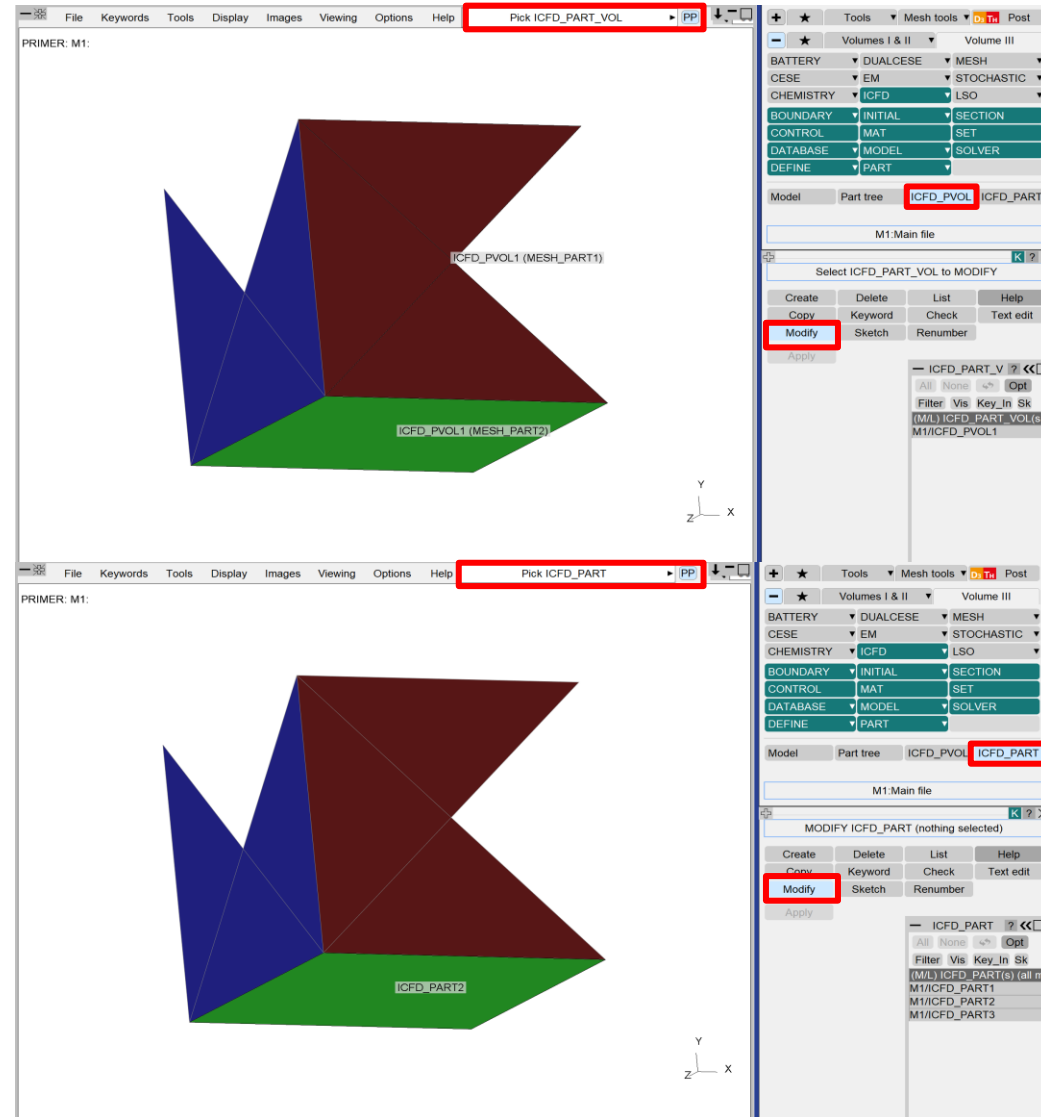 File Keywords Tools Display Images Viewing Options Help Pick ICFD_PART_VOL PP
PRIMER: M1:
ICFD_PVOL1 (MESH_PART1)
ICFD_PVOL1 (MESH_PART2)
Y
Z X
Tools Mesh tools D3 TH Post
Volumes I & II Volume III
BATTERY DUALCESE MESH
CESE EM STOCHASTIC
CHEMISTRY ICFD LSO
BOUNDARY INITIAL SECTION
CONTROL MAT SET
DATABASE MODEL SOLVER
DEFINE PART
Model Part tree ICFD_PVOL ICFD_PART
M1:Main file
K ?
Select ICFD_PART_VOL to MODIFY
Create Delete List Help
Copy Keyword Check Text edit
Modify Sketch Renumber
Apply
ICFD_PART_V ?
All None Opt
Filter Vis Key_In Sk
(M/L) ICFD_PART_VOL(s
M1/ICFD_PVOL1
File Keywords Tools Display Images Viewing Options Help Pick ICFD_PART PP
PRIMER: M1:
ICFD_PART2
Y
Z X
Tools Mesh tools D3 TH Post
Volumes I & II Volume III
BATTERY DUALCESE MESH
CESE EM STOCHASTIC
CHEMISTRY ICFD LSO
BOUNDARY INITIAL SECTION
CONTROL MAT SET
DATABASE MODEL SOLVER
DEFINE PART
Model Part tree ICFD_PVOL ICFD_PART
M1:Main file
K ?
MODIFY ICFD_PART (nothing selected)
Create Delete List Help
Copy Keyword Check Text edit
Modify Sketch Renumber
Apply
ICFD_PART ?
All None Opt
Filter Vis Key_In Sk
(M/L) ICFD_PART(s) (all m
M1/ICFD_PART1
M1/ICFD_PART2
M1/ICFD_PART3